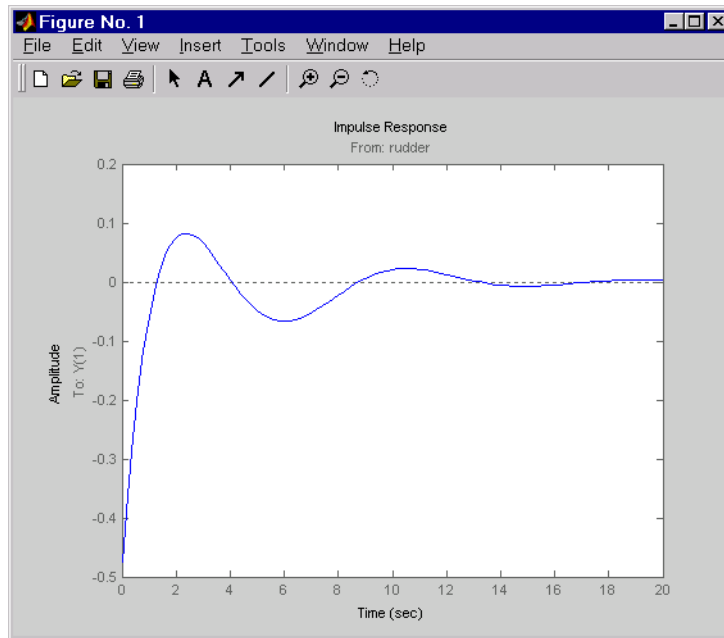 Figure No. 1
File Edit View Insert Tools Window Help
A
Impulse Response
From: rudder
0.2
0.1
0
-0.1
-0.2
-0.3
-0.4
-0.5
Amplitude
To: Y(1)
0 2 4 6 8 10 12 14 16 18 20
Time (sec)